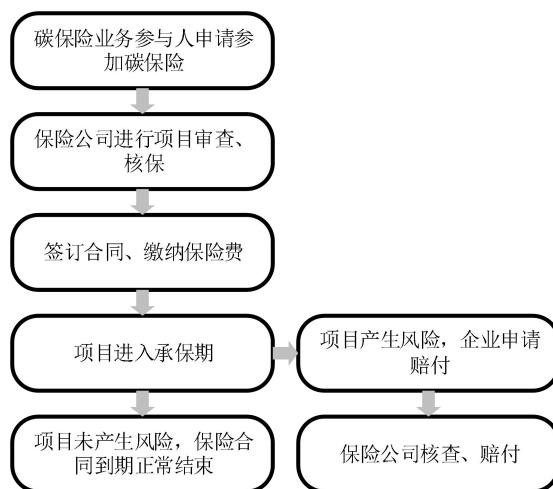 碳保险业务参与人申请参
加碳保险
保险公司进行项目审查、
核保
签订合同、缴纳保险费
项目进入承保期
项目产生风险，企业申请
赔付
项目未产生风险，保险合
同到期正常结束
保险公司核查、赔付